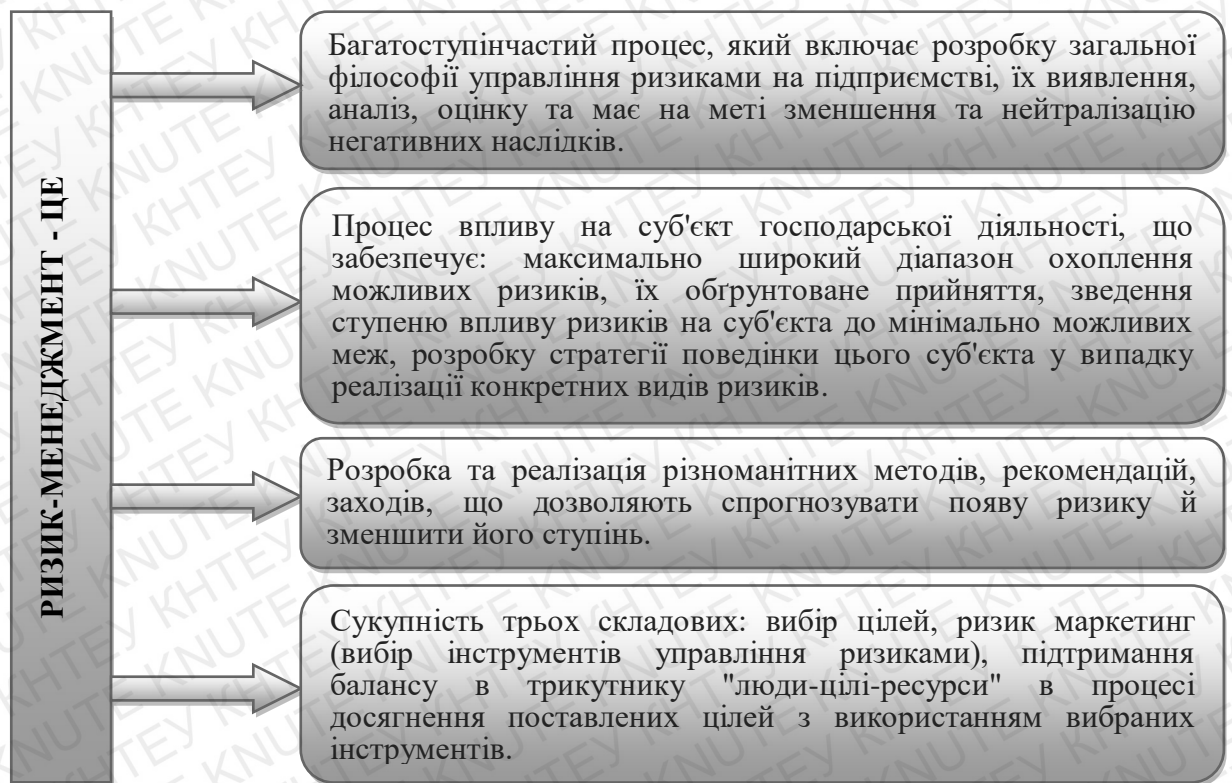 РИЗИК-МЕНЕДЖМЕНТ - ЦЕ
Багатоступінчастий процес, який включає розробку загальної
філософії управління ризиками на підприємстві, їх виявлення,
аналіз, оцінку та має на меті зменшення та нейтралізацію
негативних наслідків.
Процес впливу на суб'єкт господарської діяльності, що
забезпечує: максимально широкий діапазон охоплення
можливих ризиків, їх обґрунтоване прийняття, зведення
ступеню впливу ризиків на суб'єкта до мінімально можливих
меж, розробку стратегії поведінки цього суб'єкта у випадку
реалізації конкретних видів ризиків.
Розробка та реалізація різноманітних методів, рекомендацій,
заходів, що дозволяють спрогнозувати появу ризику й
зменшити його ступінь.
Сукупність трьох складових: вибір цілей, ризик маркетинг
(вибір інструментів управління ризиками), підтримання
балансу в трикутнику "люди-цілі-ресурси" в процесі
досягнення поставлених цілей з використанням вибраних
інструментів.